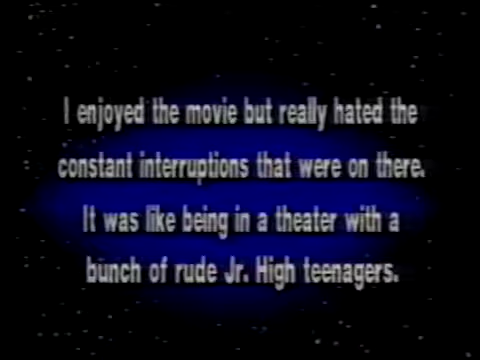 I enjoyed the movie but really hated the
constant interruptions that were on there.
It was like being in a theater with a
bunch of rude Jr. High teenagers.